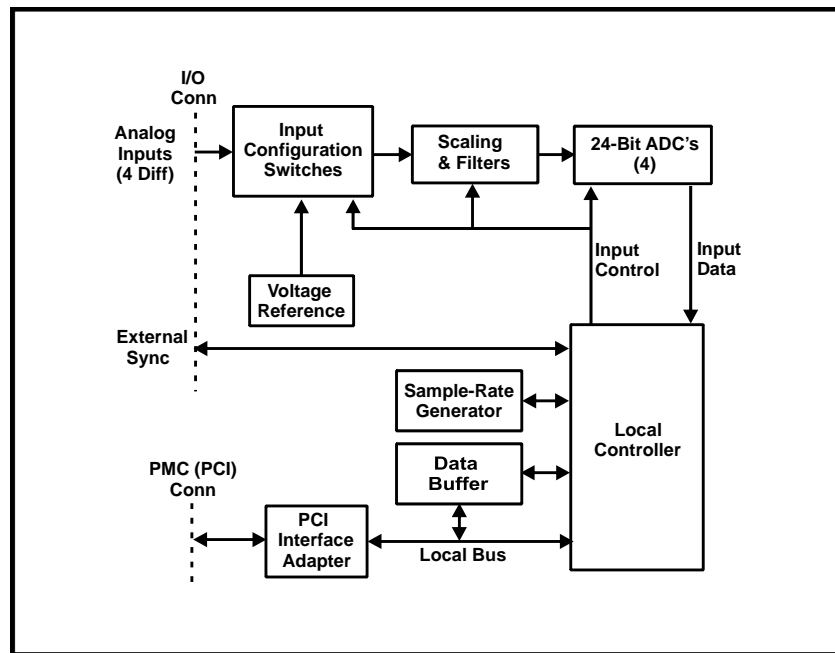 I/O
Conn
Analog
Inputs
(4 Diff)
Input
Configuration
Switches
Scaling
& Filters
24-Bit ADC's
(4)
Input
Control
Input
Data
Voltage
Reference
External
Sync
Sample-Rate
Generator
Local
Controller
Data
Buffer
PMC (PCI)
Conn
PCI
Interface
Adapter
Local Bus